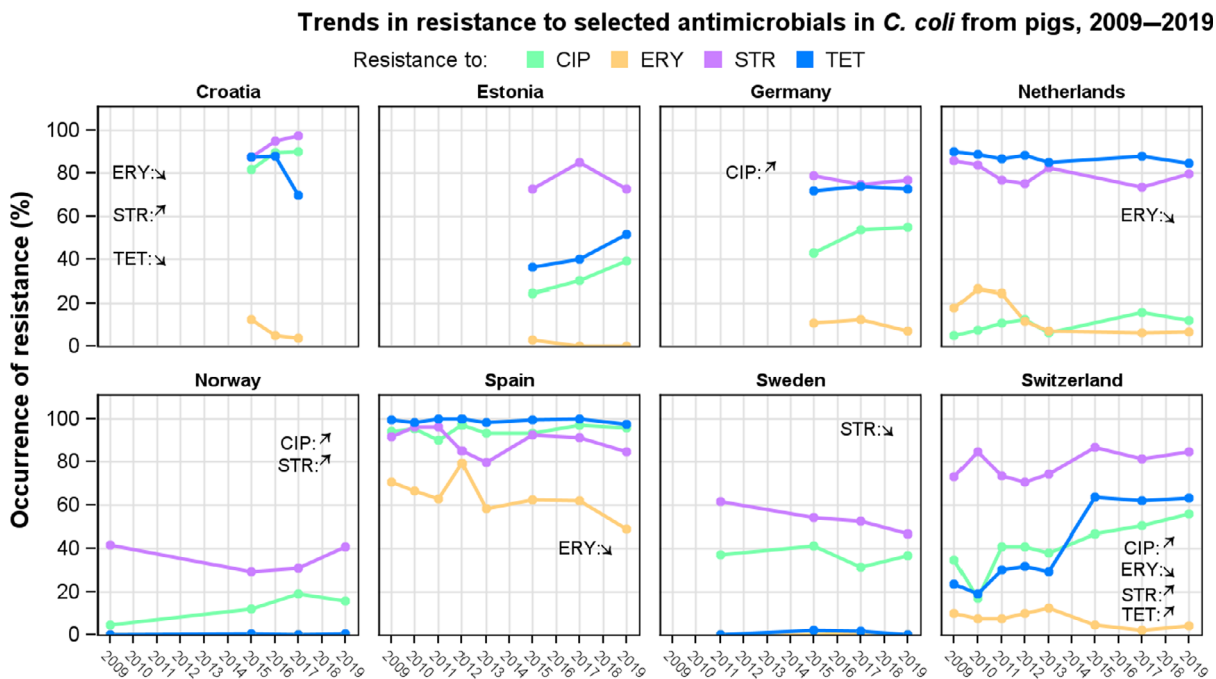 Trends in resistance to selected antimicrobials in C. coli from pigs, 2009—2019
Resistance to: CIP ERY STR TET
Croatia Estonia Germany Netherlands
Occurrence of resistance (%)
100
80
60
40
20
0
ERY:↘
STR:↗
TET:↘
CIP:↗
ERY:↘
Norway Spain Sweden Switzerland
100
80
60
40
20
0
CIP:↗
STR:↗
ERY:↘
STR:↘
CIP:↗
ERY:↘
STR:↗
TET:↗
2009 2010 2011 2012 2013 2014 2015 2016 2017 2018 2019 2009 2010 2011 2012 2013 2014 2015 2016 2017 2018 2019 2009 2010 2011 2012 2013 2014 2015 2016 2017 2018 2019 2009 2010 2011 2012 2013 2014 2015 2016 2017 2018 2019